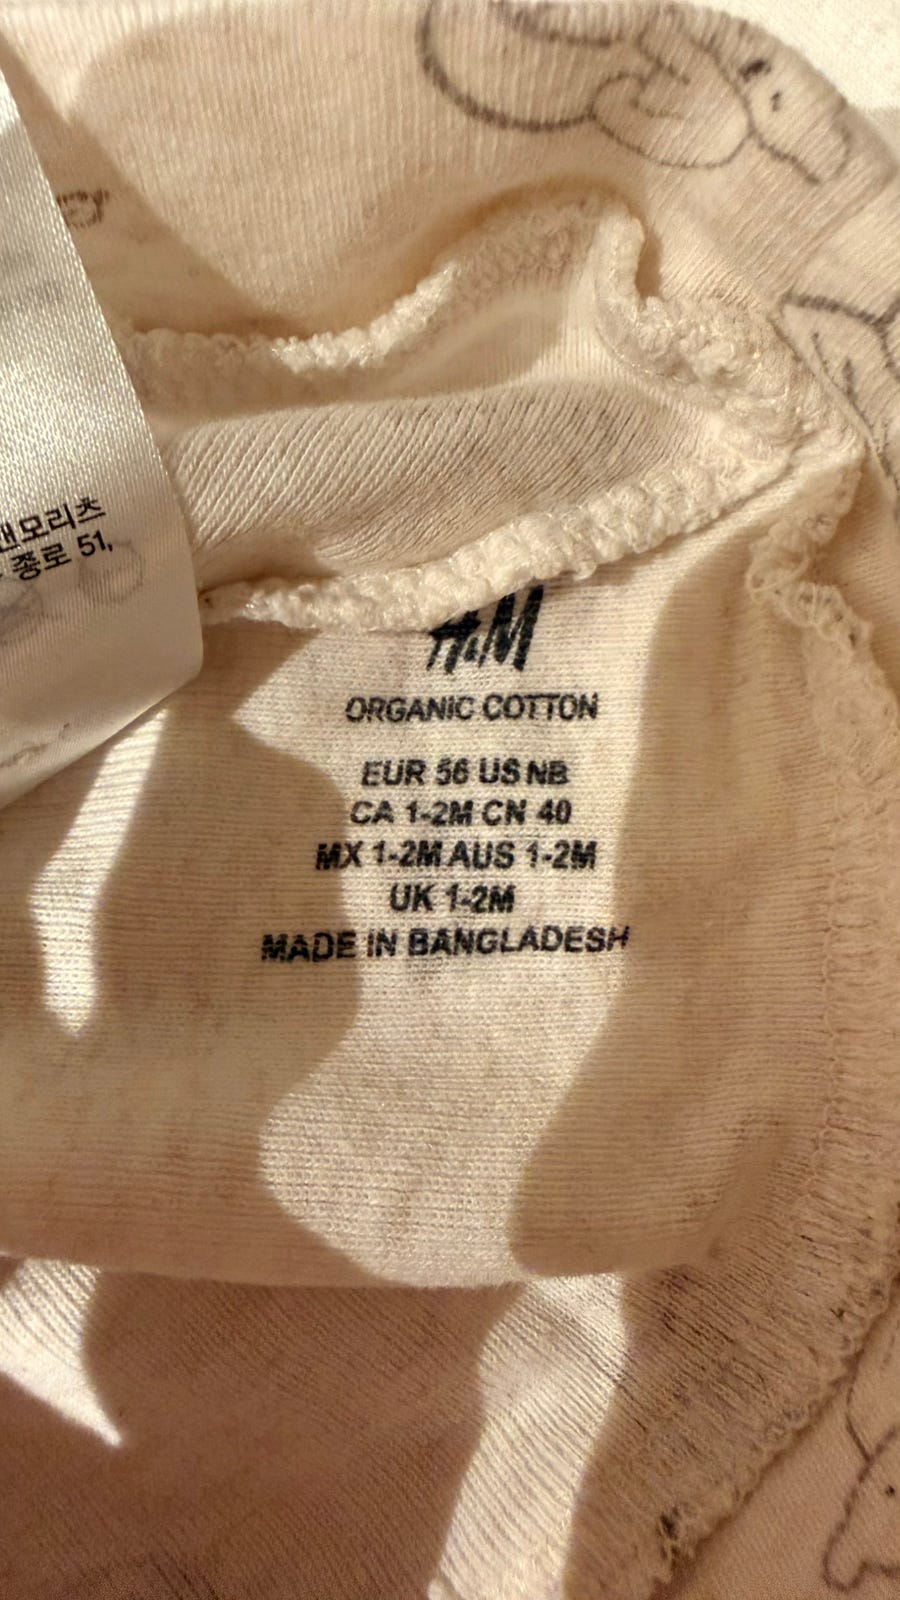 앤모리츠
종로 51,
H&M
ORGANIC COTTON
EUR 56 US NB
CA 1-2M CN 40
MX 1-2M AUS 1-2M
UK 1-2M
MADE IN BANGLADESH